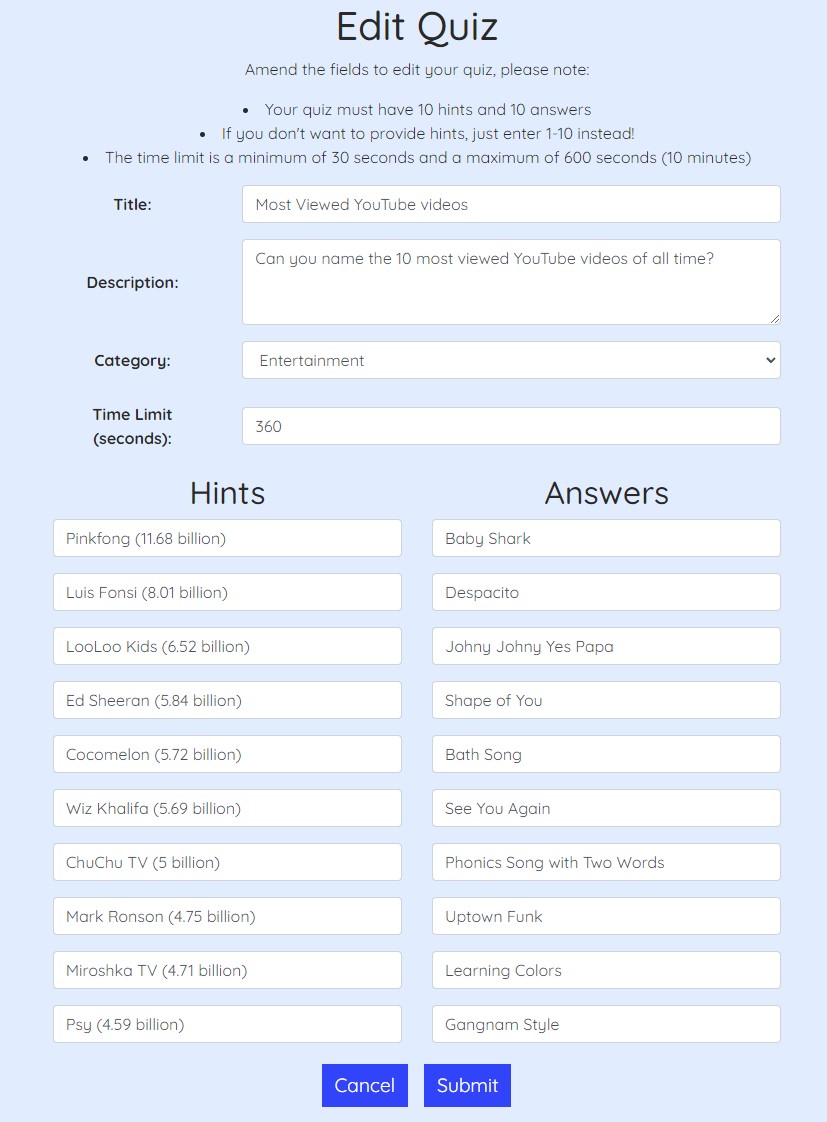 Edit Quiz
Amend the fields to edit your quiz, please note:
• Your quiz must have 10 hints and 10 answers
• If you don't want to provide hints, just enter 1-10 instead!
• The time limit is a minimum of 30 seconds and a maximum of 600 seconds (10 minutes)
Title: Most Viewed YouTube videos
Description: Can you name the 10 most viewed YouTube videos of all time?
Category: Entertainment
Time Limit
(seconds): 360
Hints Answers
Pinkfong (11.68 billion) Baby Shark
Luis Fonsi (8.01 billion) Despacito
LooLoo Kids (6.52 billion) Johny Johny Yes Papa
Ed Sheeran (5.84 billion) Shape of You
Cocomelon (5.72 billion) Bath Song
Wiz Khalifa (5.69 billion) See You Again
ChuChu TV (5 billion) Phonics Song with Two Words
Mark Ronson (4.75 billion) Uptown Funk
Miroshka TV (4.71 billion) Learning Colors
Psy (4.59 billion) Gangnam Style
Cancel Submit